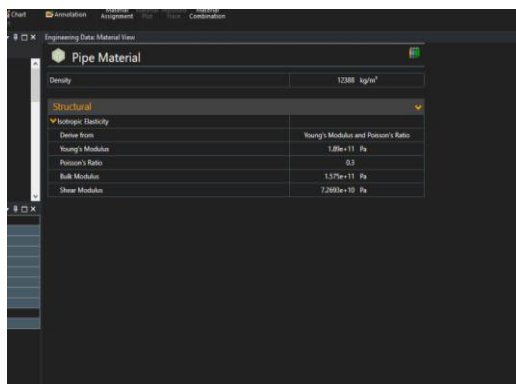 Chart
Annotation
Material
Assignment
Plot
Trace
Material
Combination
Engineering Data: Material View
Pipe Material
Density 12388 kg/m³
Structural
Isotropic Elasticity
Derive from Young's Modulus and Poisson's Ratio
Young's Modulus 1.89e+11 Pa
Poisson's Ratio 0.3
Bulk Modulus 1.575e+11 Pa
Shear Modulus 7.2692e+10 Pa